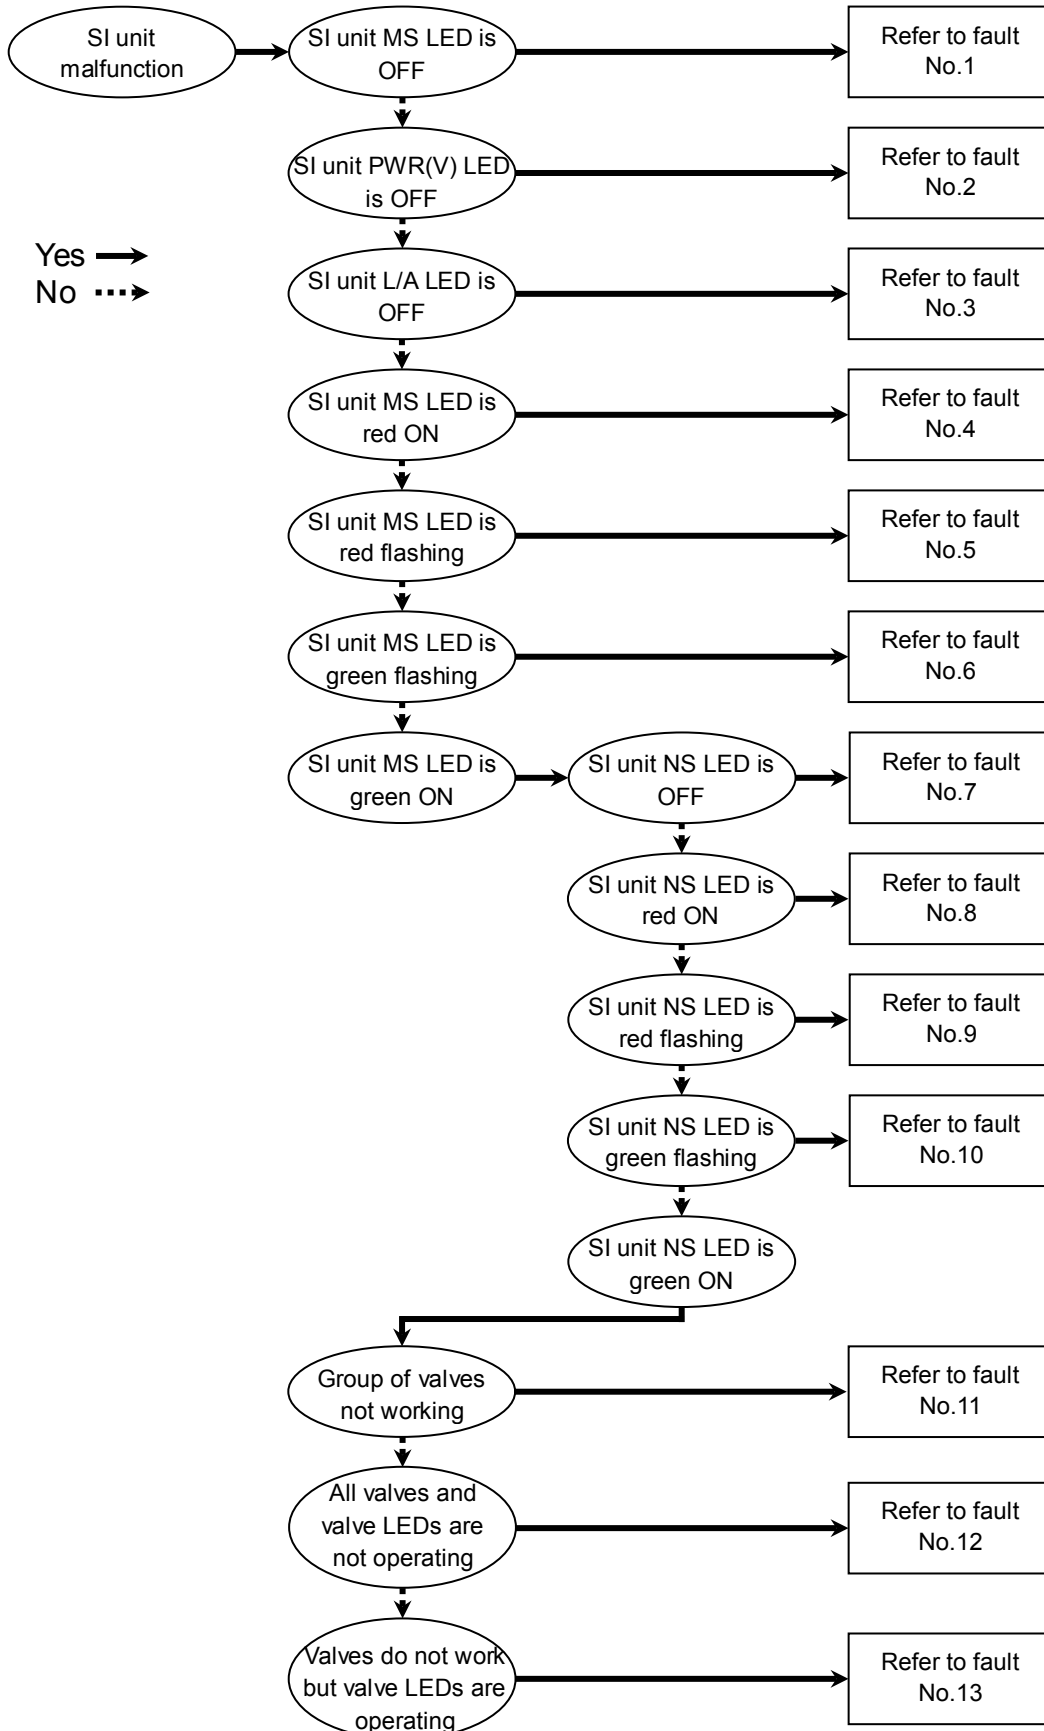 SI unit
malfunction
SI unit MS LED is
OFF
Refer to fault
No.1
SI unit PWR(V) LED
is OFF
Refer to fault
No.2
Yes
No
SI unit L/A LED is
OFF
Refer to fault
No.3
SI unit MS LED is
red ON
Refer to fault
No.4
SI unit MS LED is
red flashing
Refer to fault
No.5
SI unit MS LED is
green flashing
Refer to fault
No.6
SI unit MS LED is
green ON
SI unit NS LED is
OFF
Refer to fault
No.7
SI unit NS LED is
red ON
Refer to fault
No.8
SI unit NS LED is
red flashing
Refer to fault
No.9
SI unit NS LED is
green flashing
Refer to fault
No.10
SI unit NS LED is
green ON
Group of valves
not working
Refer to fault
No.11
All valves and
valve LEDs are
not operating
Refer to fault
No.12
Valves do not work
but valve LEDs are
operating
Refer to fault
No.13